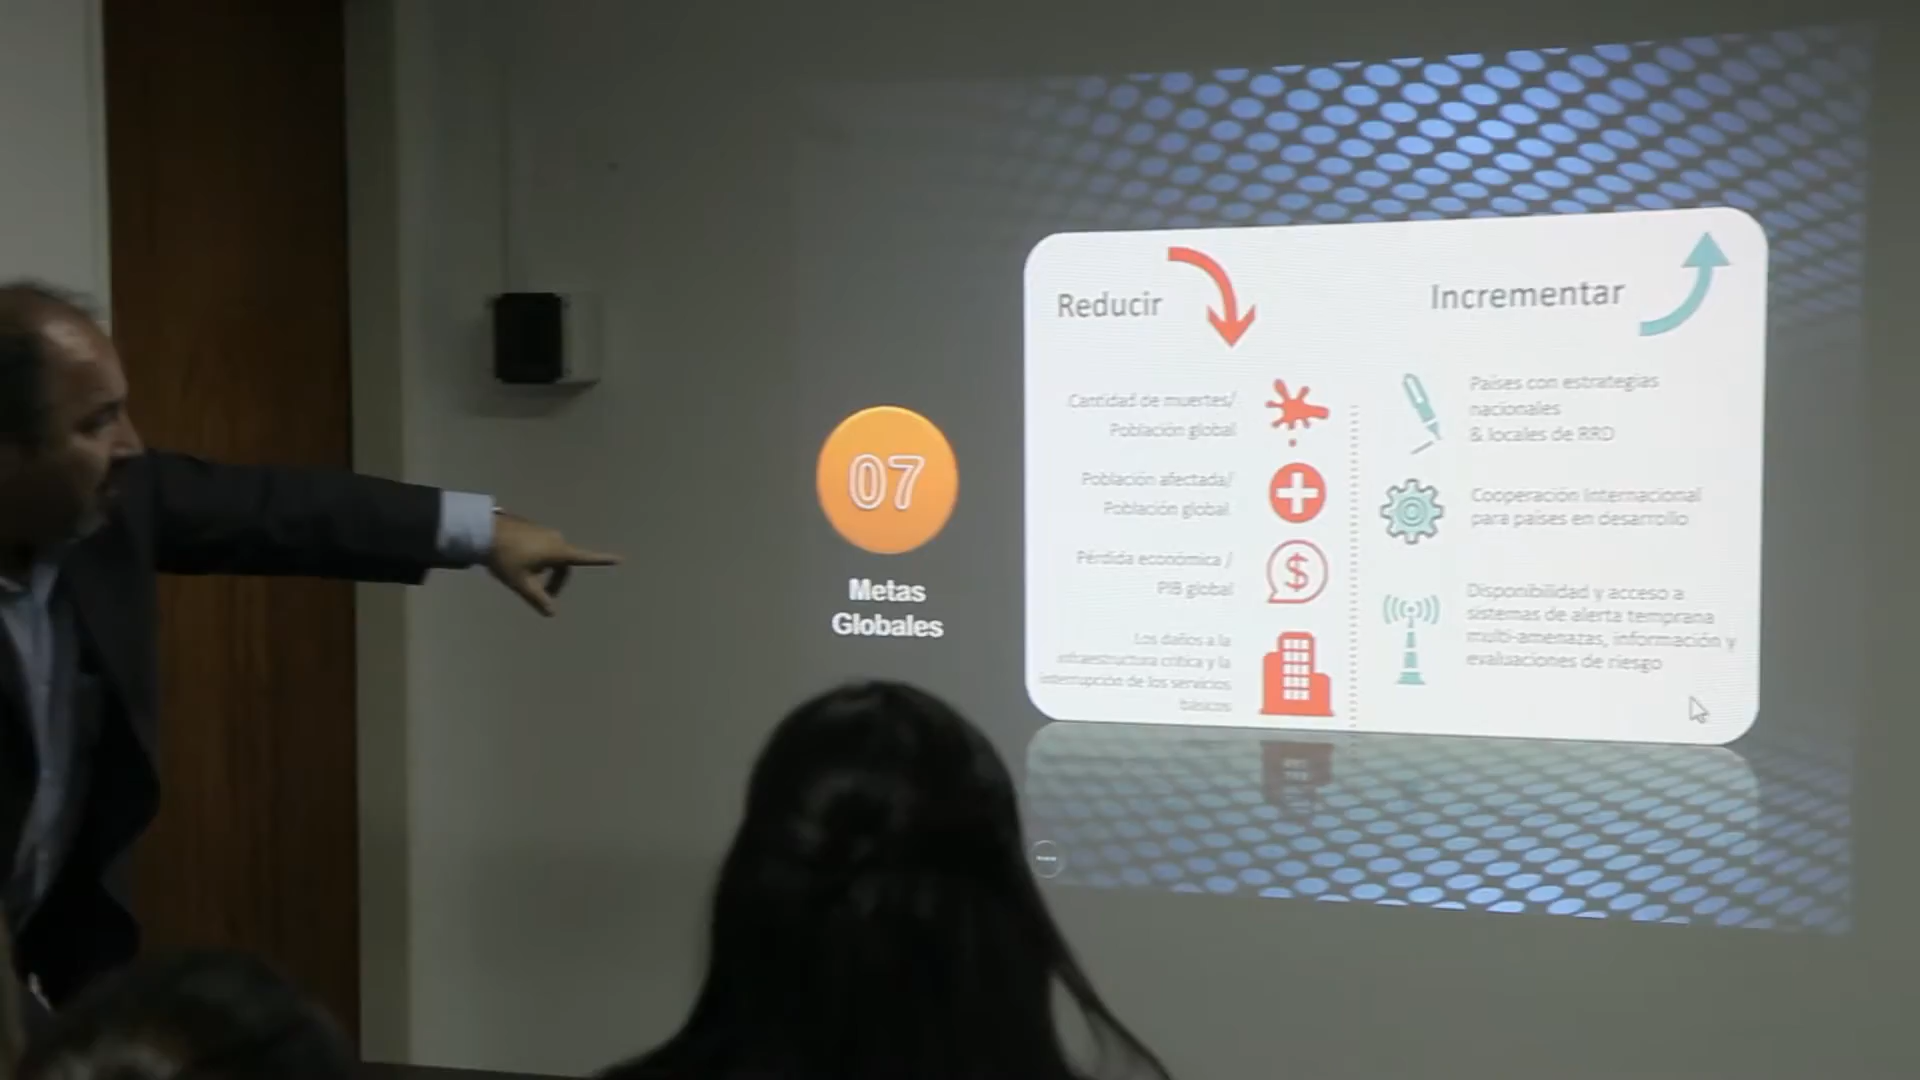 07
Metas
Globales
Reducir
Cantidad de muertes/
Población global
Población afectada/
Población global
Pérdida económica /
PIB global
Los daños a la
infraestructura crítica y la
interrupción de los servicios
básicos
Incrementar
Países con estrategias
nacionales
& locales de RRD
Cooperación Internacional
para países en desarrollo
Disponibilidad y acceso a
sistemas de alerta temprana
multi-amenazas, información y
evaluaciones de riesgo